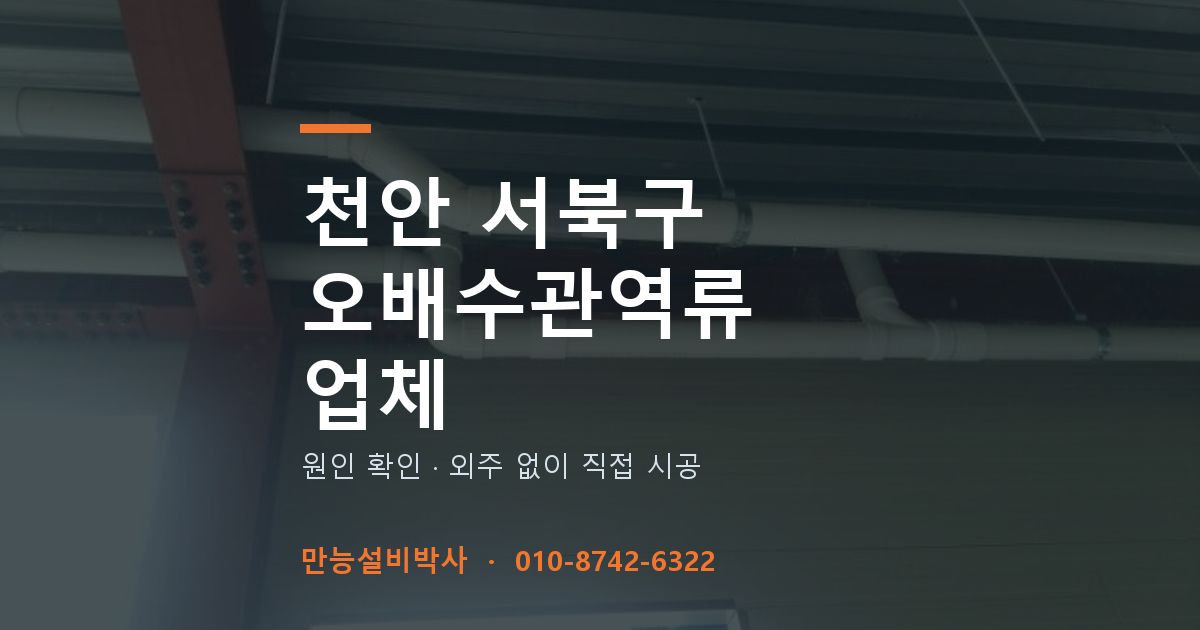 천안 서북구
오배수관역류
업체
원인 확인 · 외주 없이 직접 시공
만능설비박사 · 010-8742-6322